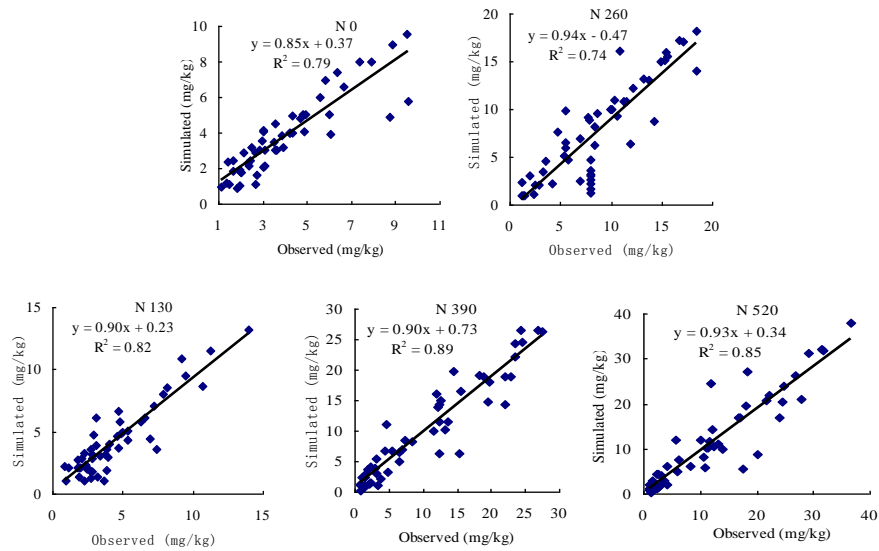 N 0
y = 0.85x + 0.37
R² = 0.79
Simulated (mg/kg)
10
8
6
4
2
0
1 3 5 7 9 11
Observed (mg/kg)
N 260
y = 0.94x - 0.47
R² = 0.74
Simulated (mg/kg)
20
15
10
5
0
0 5 10 15 20
Observed (mg/kg)
N 130
y = 0.90x + 0.23
R² = 0.82
Simulated (mg/kg)
15
10
5
0
0 5 10 15
Observed (mg/kg)
N 390
y = 0.90x + 0.73
R² = 0.89
Simulated (mg/kg)
30
25
20
15
10
5
0
0 5 10 15 20 25 30
Observed (mg/kg)
N 520
y = 0.93x + 0.34
R² = 0.85
Simulated (mg/kg)
50
40
30
20
10
0
0 10 20 30 40
Observed (mg/kg)